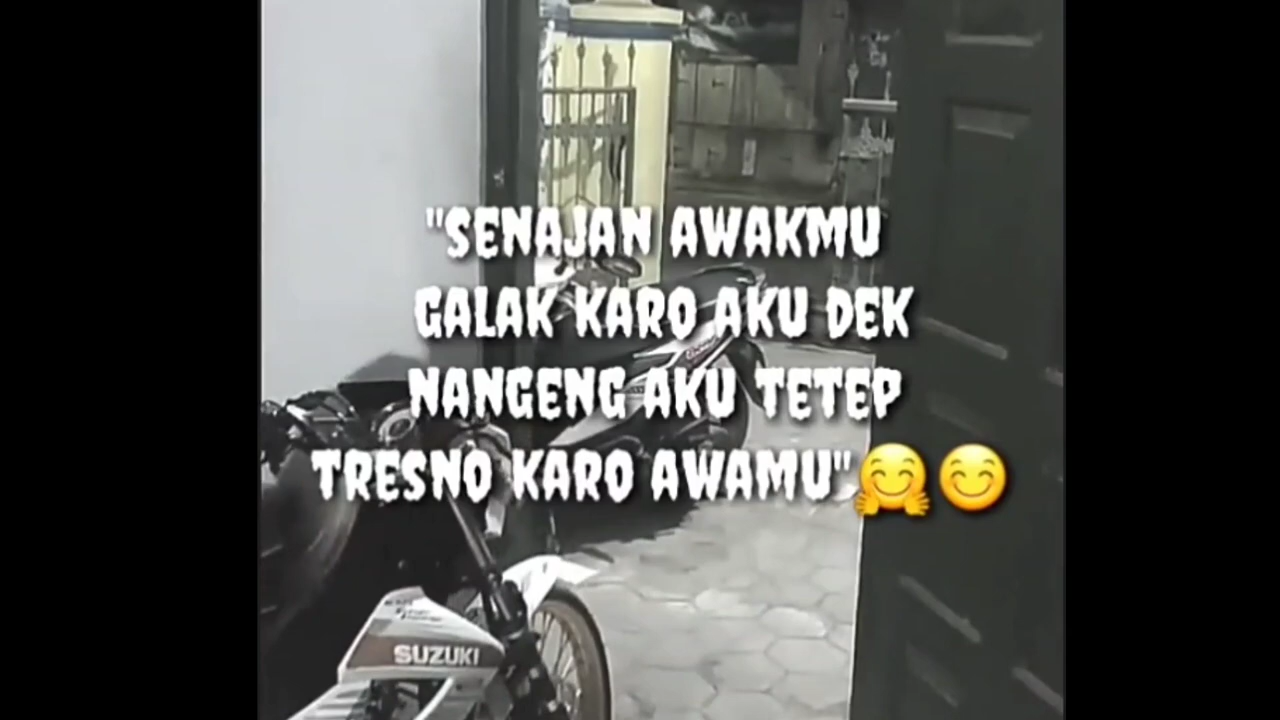 "SENAJAN AWAKMU
GALAK KARO AKU DEK
NANGENG AKU TETEP
TRESNO KARO AWAMU"🤗😊
SUZUKI